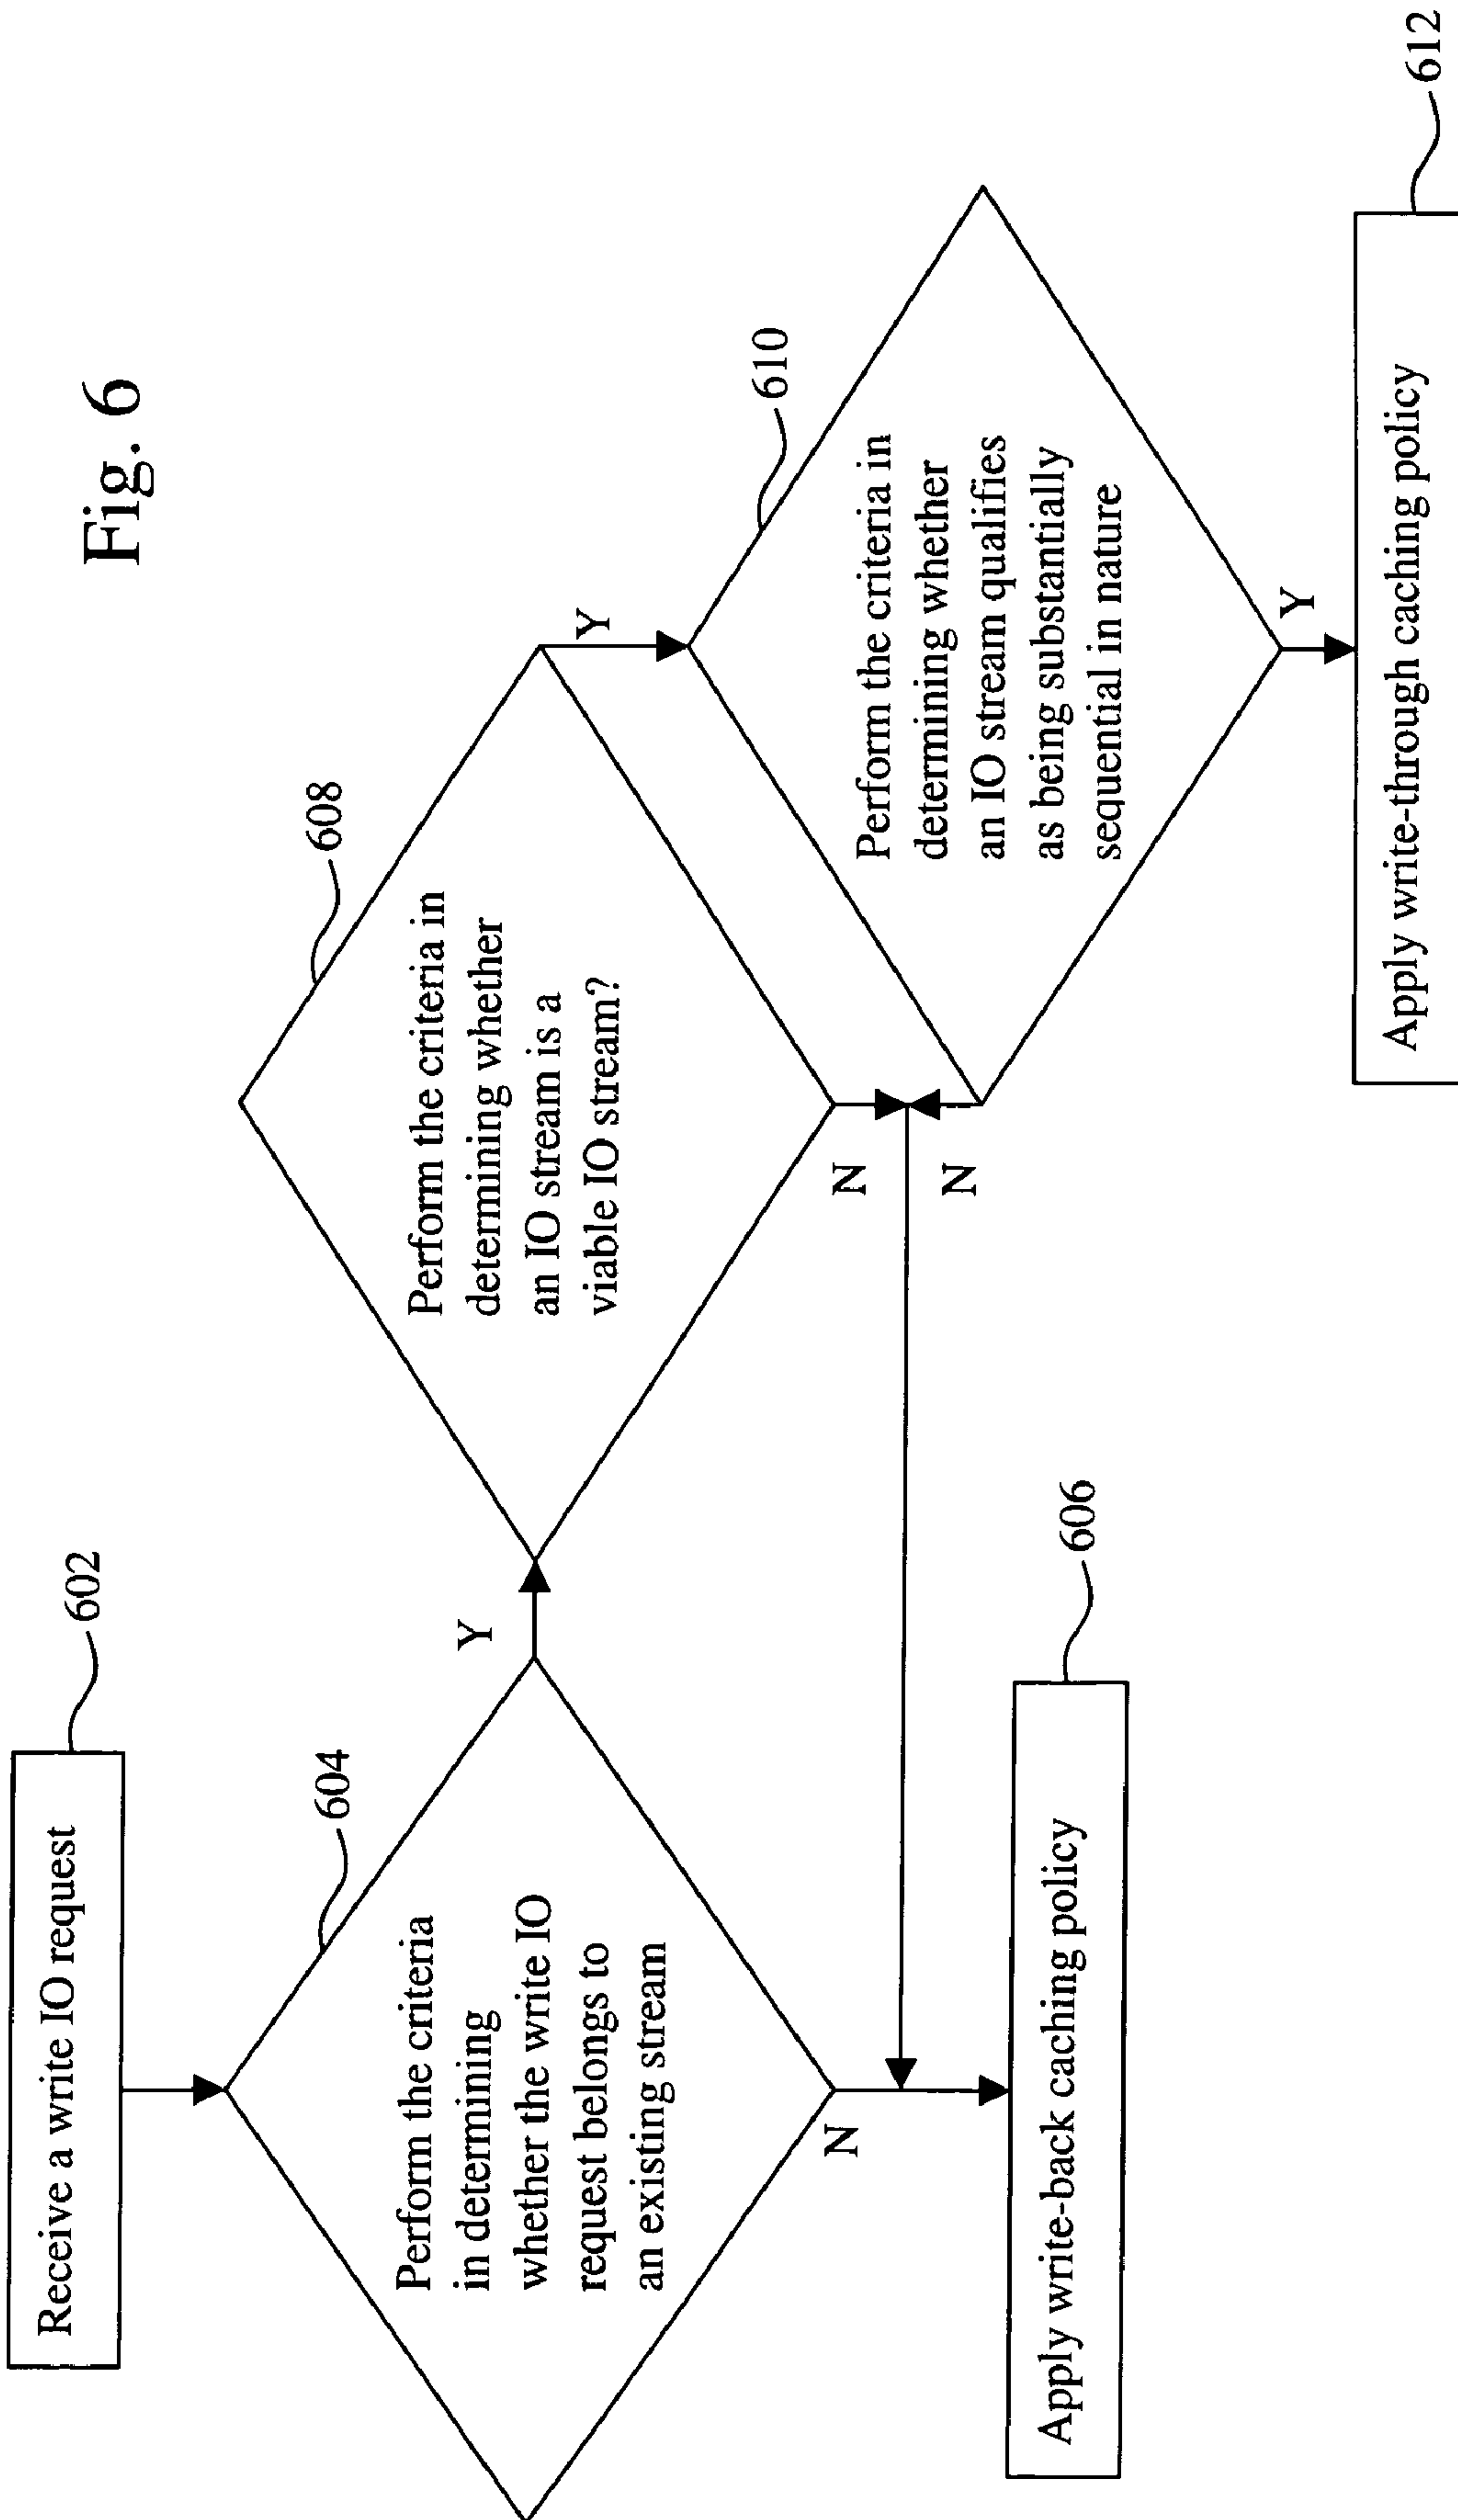 Fig. 6
Receive a write IO request
602
604
Perform the criteria
in determining
whether the write IO
request belongs to
an existing stream
Y
N
Apply write-back caching policy
606
608
Perform the criteria in
determining whether
an IO stream is a
viable IO stream?
Y
N
N
610
Perform the criteria in
determining whether
an IO stream qualifies
as being substantially
sequential in nature
Y
Apply write-through caching policy
612